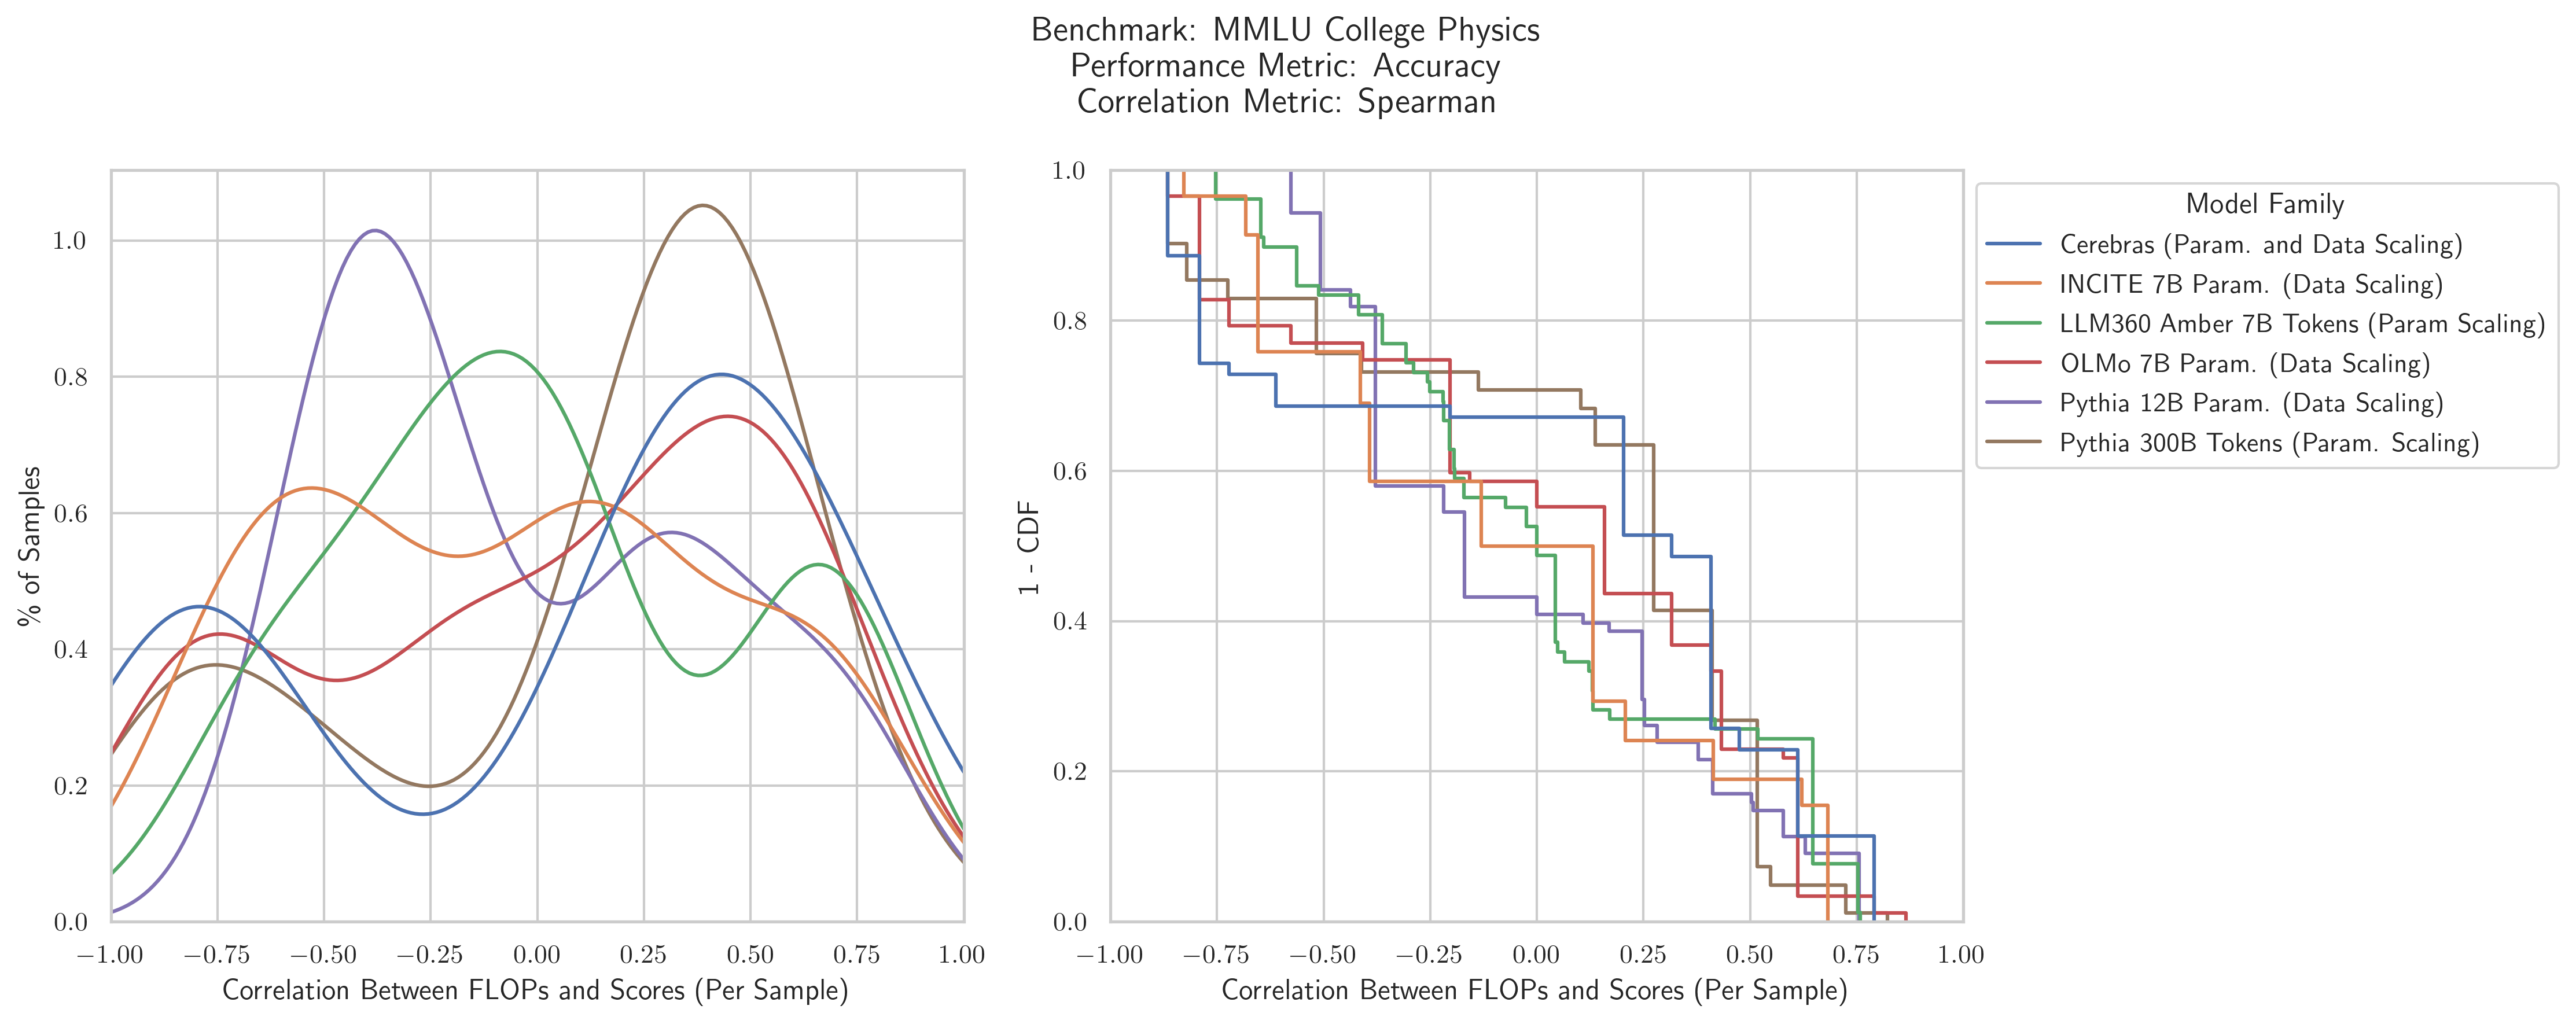 Benchmark: MMLU College Physics
Performance Metric: Accuracy
Correlation Metric: Spearman
% of Samples
1.0
0.8
0.6
0.4
0.2
0.0
−1.00 −0.75 −0.50 −0.25 0.00 0.25 0.50 0.75 1.00
Correlation Between FLOPs and Scores (Per Sample)
1 - CDF
1.0
0.8
0.6
0.4
0.2
0.0
−1.00 −0.75 −0.50 −0.25 0.00 0.25 0.50 0.75 1.00
Correlation Between FLOPs and Scores (Per Sample)
Model Family
Cerebras (Param. and Data Scaling)
INCITE 7B Param. (Data Scaling)
LLM360 Amber 7B Tokens (Param Scaling)
OLMo 7B Param. (Data Scaling)
Pythia 12B Param. (Data Scaling)
Pythia 300B Tokens (Param. Scaling)